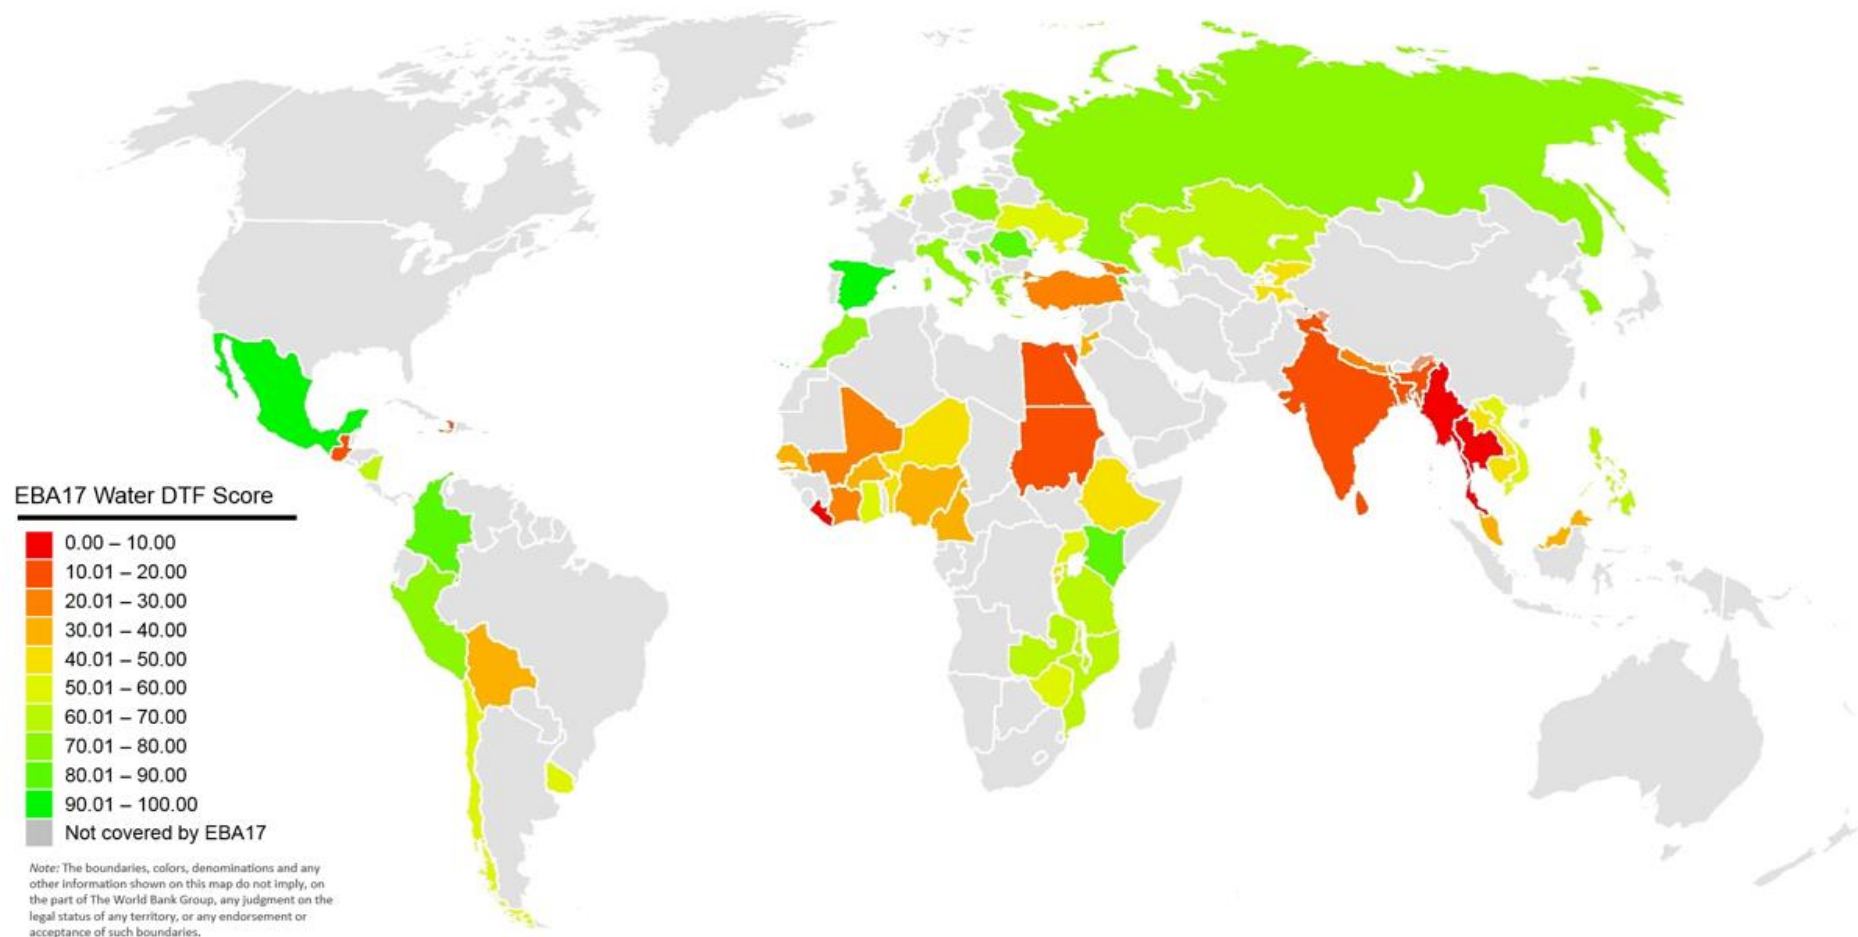 EBA17 Water DTF Score
0.00 – 10.00
10.01 – 20.00
20.01 – 30.00
30.01 – 40.00
40.01 – 50.00
50.01 – 60.00
60.01 – 70.00
70.01 – 80.00
80.01 – 90.00
90.01 – 100.00
Not covered by EBA17
Note: The boundaries, colors, denominations and any
other information shown on this map do not imply, on
the part of The World Bank Group, any judgment on the
legal status of any territory, or any endorsement or
acceptance of such boundaries.